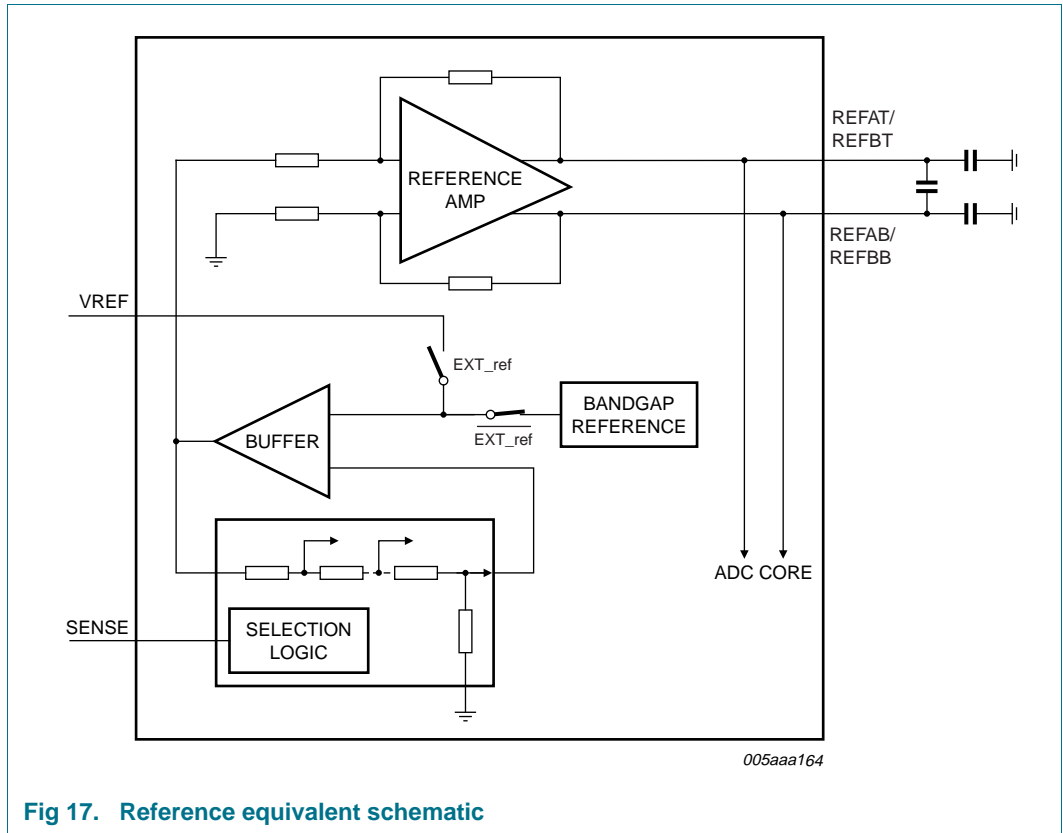 REFAT/
REFBT
REFERENCE
AMP
REFAB/
REFBB
VREF
EXT_ref
BANDGAP
REFERENCE
BUFFER
EXT_ref
ADC CORE
SENSE
SELECTION
LOGIC
005aaa164
Fig 17. Reference equivalent schematic